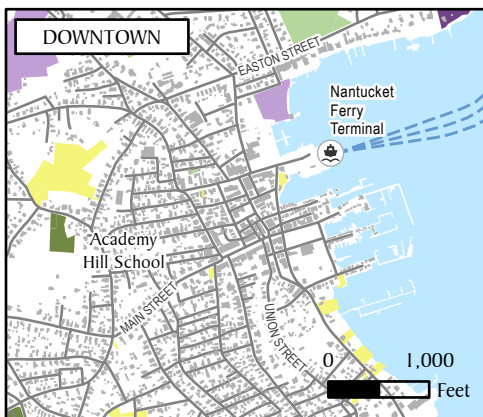 DOWNTOWN
EASTON STREET
Nantucket
Ferry
Terminal
Academy
Hill School
MAIN STREET
UNION STREET
0 1,000
Feet